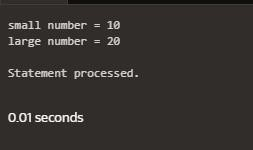 small number = 10
large number = 20
Statement processed.
0.01 seconds